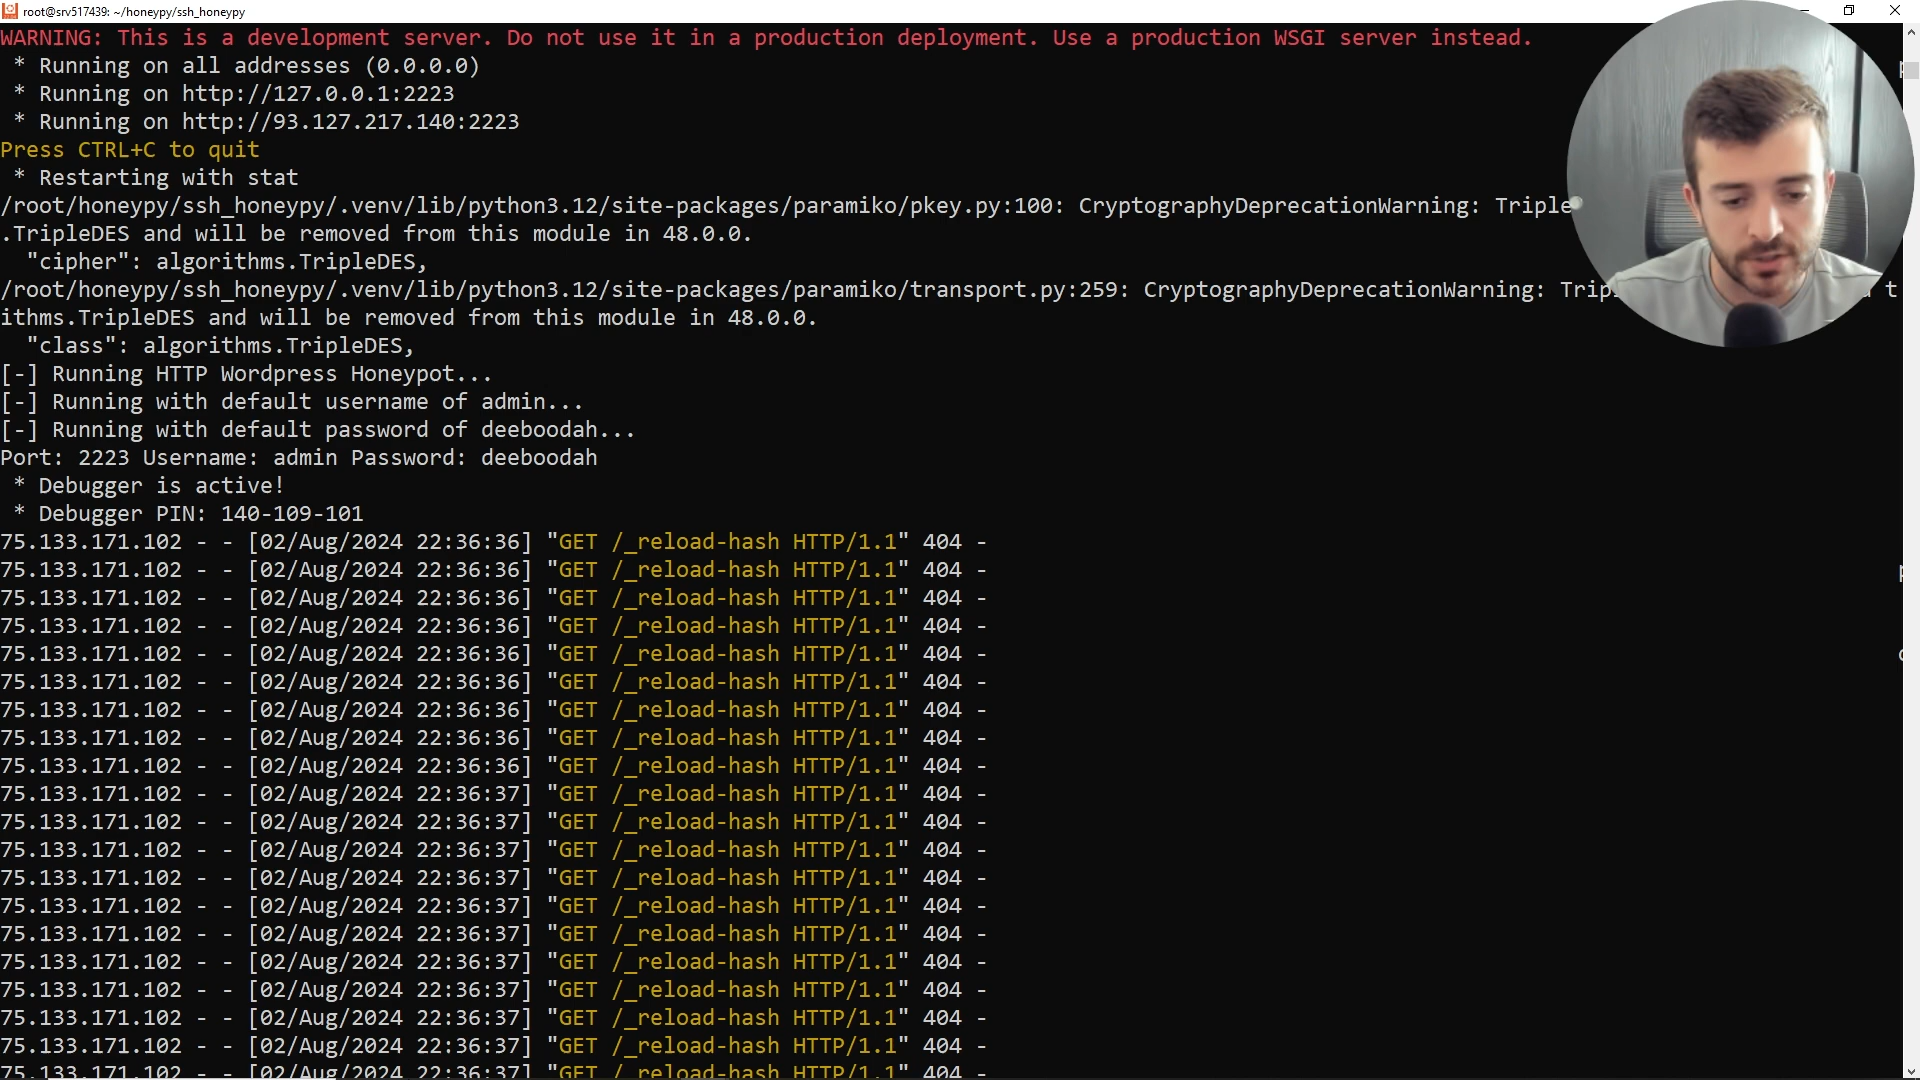 root@srv517439: ~/honeypy/ssh_honeypy
WARNING: This is a development server. Do not use it in a production deployment. Use a production WSGI server instead.
* Running on all addresses (0.0.0.0)
* Running on http://127.0.0.1:2223
* Running on http://93.127.217.140:2223
Press CTRL+C to quit
* Restarting with stat
/root/honeypy/ssh_honeypy/.venv/lib/python3.12/site-packages/paramiko/pkey.py:100: CryptographyDeprecationWarning: Triple
.TripleDES and will be removed from this module in 48.0.0.
"cipher": algorithms.TripleDES,
/root/honeypy/ssh_honeypy/.venv/lib/python3.12/site-packages/paramiko/transport.py:259: CryptographyDeprecationWarning:
ithms.TripleDES and will be removed from this module in 48.0.0.
"class": algorithms.TripleDES,
[-] Running HTTP Wordpress Honeypot...
[-] Running with default username of admin...
[-] Running with default password of deeboodah...
Port: 2223 Username: admin Password: deeboodah
* Debugger is active!
* Debugger PIN: 140-109-101
75.133.171.102 - - [02/Aug/2024 22:36:36] "GET /_reload-hash HTTP/1.1" 404 -
75.133.171.102 - - [02/Aug/2024 22:36:36] "GET /_reload-hash HTTP/1.1" 404 -
75.133.171.102 - - [02/Aug/2024 22:36:36] "GET /_reload-hash HTTP/1.1" 404 -
75.133.171.102 - - [02/Aug/2024 22:36:36] "GET /_reload-hash HTTP/1.1" 404 -
75.133.171.102 - - [02/Aug/2024 22:36:36] "GET /_reload-hash HTTP/1.1" 404 -
75.133.171.102 - - [02/Aug/2024 22:36:36] "GET /_reload-hash HTTP/1.1" 404 -
75.133.171.102 - - [02/Aug/2024 22:36:36] "GET /_reload-hash HTTP/1.1" 404 -
75.133.171.102 - - [02/Aug/2024 22:36:36] "GET /_reload-hash HTTP/1.1" 404 -
75.133.171.102 - - [02/Aug/2024 22:36:36] "GET /_reload-hash HTTP/1.1" 404 -
75.133.171.102 - - [02/Aug/2024 22:36:37] "GET /_reload-hash HTTP/1.1" 404 -
75.133.171.102 - - [02/Aug/2024 22:36:37] "GET /_reload-hash HTTP/1.1" 404 -
75.133.171.102 - - [02/Aug/2024 22:36:37] "GET /_reload-hash HTTP/1.1" 404 -
75.133.171.102 - - [02/Aug/2024 22:36:37] "GET /_reload-hash HTTP/1.1" 404 -
75.133.171.102 - - [02/Aug/2024 22:36:37] "GET /_reload-hash HTTP/1.1" 404 -
75.133.171.102 - - [02/Aug/2024 22:36:37] "GET /_reload-hash HTTP/1.1" 404 -
75.133.171.102 - - [02/Aug/2024 22:36:37] "GET /_reload-hash HTTP/1.1" 404 -
75.133.171.102 - - [02/Aug/2024 22:36:37] "GET /_reload-hash HTTP/1.1" 404 -
75.133.171.102 - - [02/Aug/2024 22:36:37] "GET /_reload-hash HTTP/1.1" 404 -
75.133.171.102 - - [02/Aug/2024 22:36:37] "GET /_reload-hash HTTP/1.1" 404 -
75.133.171.102 - - [02/Aug/2024 22:36:37] "GET /_reload-hash HTTP/1.1" 404 -